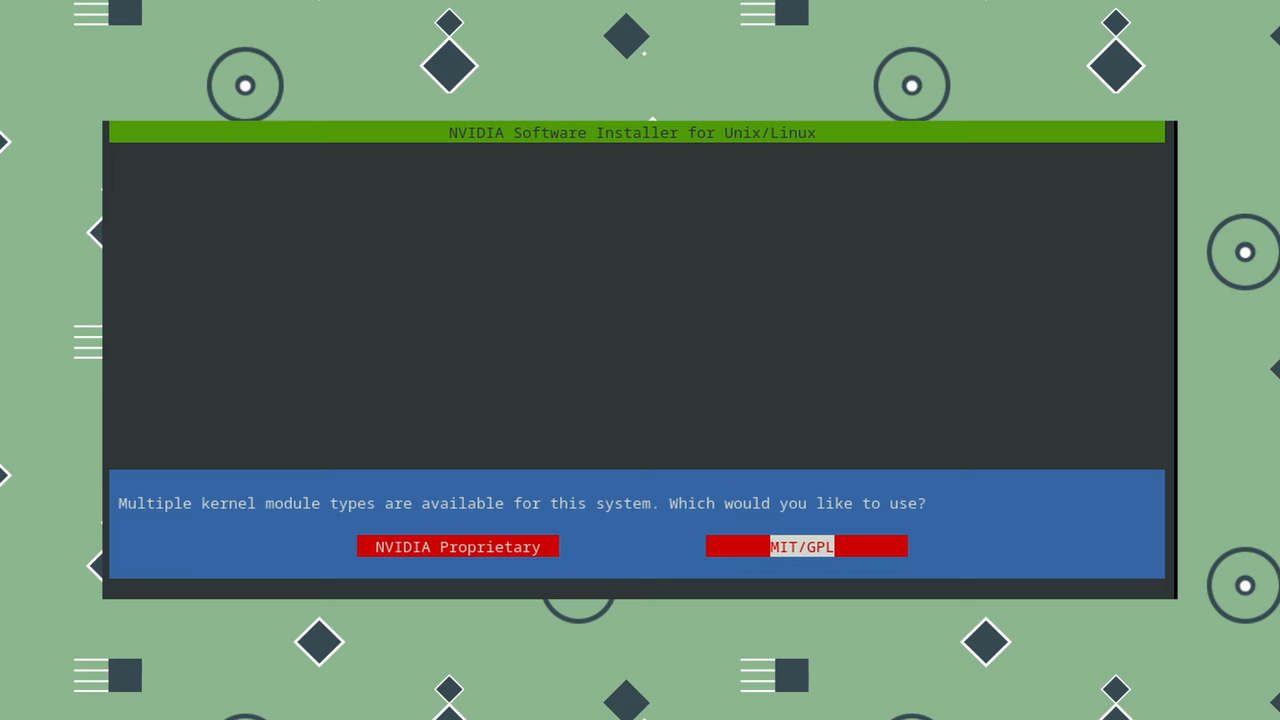 NVIDIA Software Installer for Unix/Linux
Multiple kernel module types are available for this system. Which would you like to use?
NVIDIA Proprietary
MIT/GPL